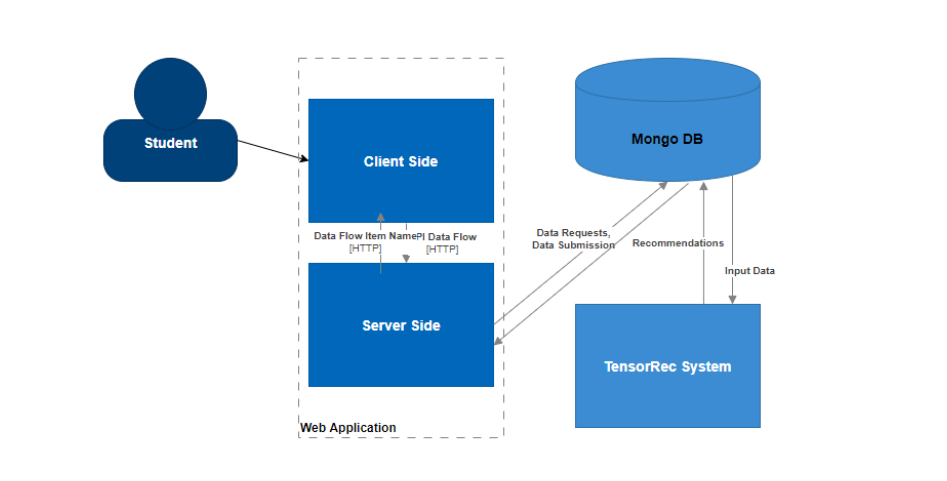 Student
Client Side
Mongo DB
Data Flow Item Name
[HTTP]
PI Data Flow
[HTTP]
Data Requests,
Data Submission
Recommendations
Input Data
Server Side
TensorRec System
Web Application